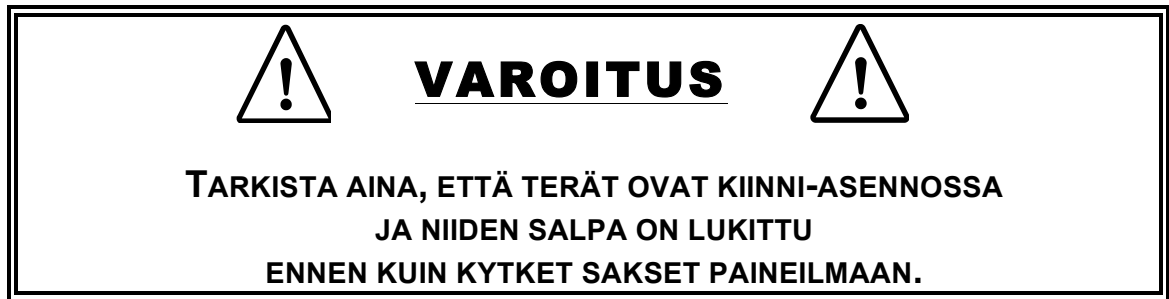 VAROITUS
TARKISTA AINA, ETTÄ TERÄT OVAT KIINNI-ASENNOSSA
JA NIIDEN SALPA ON LUKITTU
ENNEN KUIN KYTKET SAKSET PAINEILMAAN.